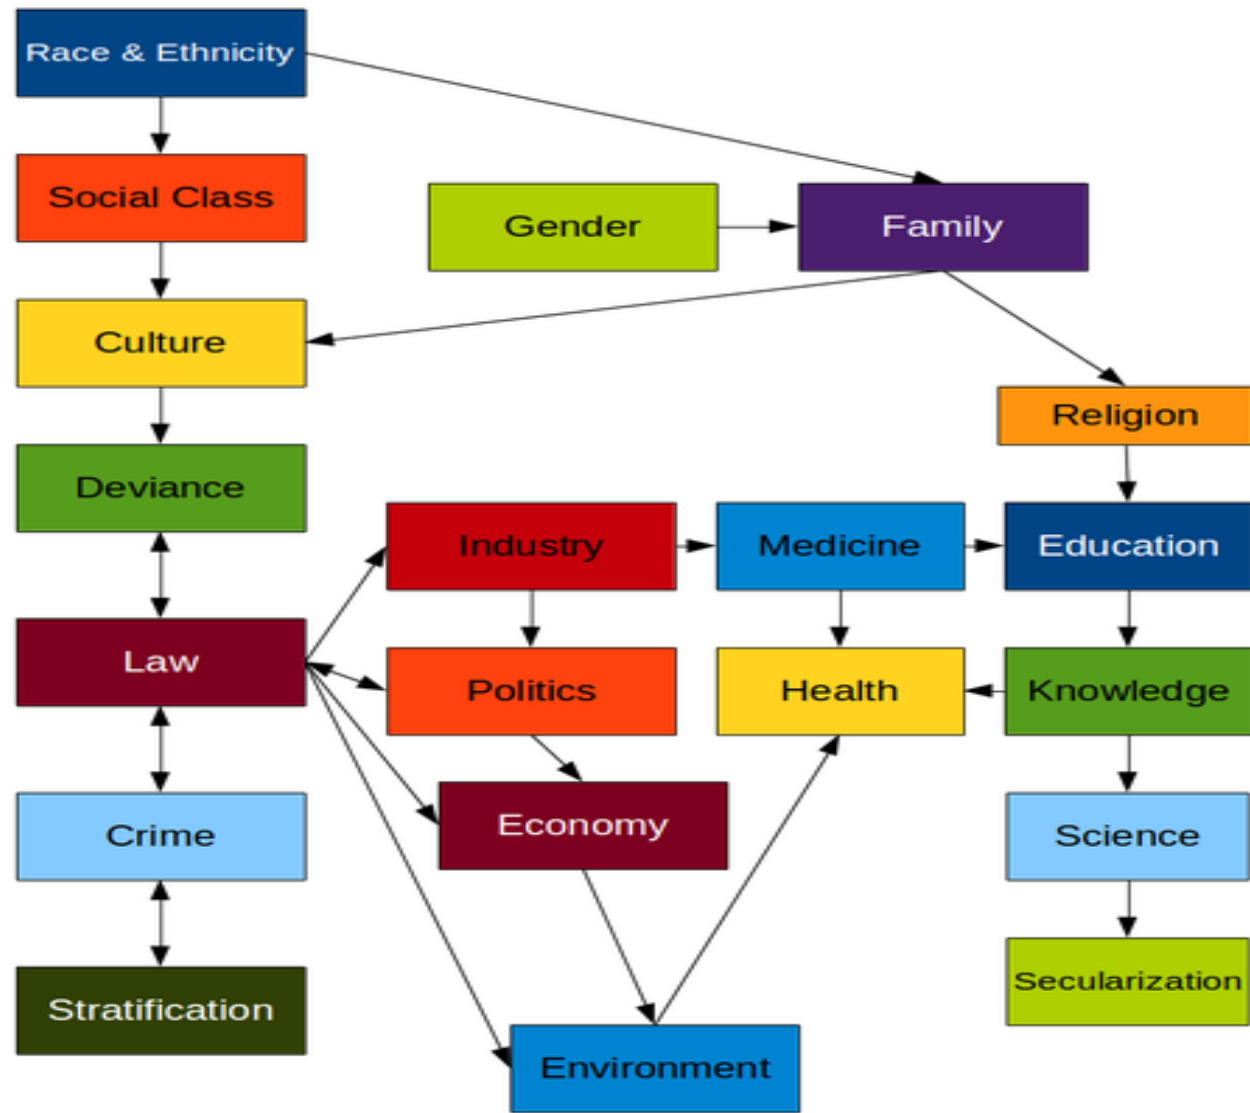 Race & Ethnicity
Social Class
Gender
Family
Culture
Religion
Deviance
Industry
Medicine
Education
Law
Politics
Health
Knowledge
Economy
Crime
Science
Stratification
Secularization
Environment